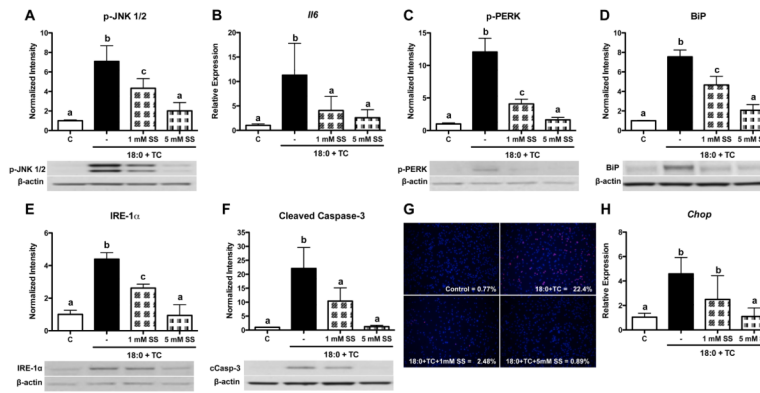 A
p-JNK 1/2
Normalized Intensity
10
8
6
4
2
0
a
b
c
a
C
-
1 mM SS
5 mM SS
18:0 + TC
p-JNK 1/2
β-actin
B
Il6
Relative Expression
20
15
10
5
0
a
b
a
a
C
-
1 mM SS
5 mM SS
18:0 + TC
C
p-PERK
Normalized Intensity
20
15
10
5
0
a
b
c
a
C
-
1 mM SS
5 mM SS
18:0 + TC
p-PERK
β-actin
D
BiP
Normalized Intensity
10
8
6
4
2
0
a
b
c
a
C
-
1 mM SS
5 mM S
18:0 + TC
BiP
β-actin
E
IRE-1α
Normalized Intensity
6
4
2
0
a
b
c
a
C
-
1 mM SS
5 mM SS
18:0 + TC
IRE-1α
β-actin
F
Cleaved Caspase-3
Normalized Intensity
35
30
25
20
15
10
5
0
a
b
a
a
C
-
1 mM SS
5 mM SS
18:0 + TC
cCasp-3
β-actin
G
Control = 0.77%
18:0+TC = 22.4%
18:0+TC+1mM SS = 2.48%
18:0+TC+5mM SS = 0.89%
H
Chop
Relative Expression
8
6
4
2
0
a
b
b
a
C
-
1 mM SS
5 mM S
18:0 + TC